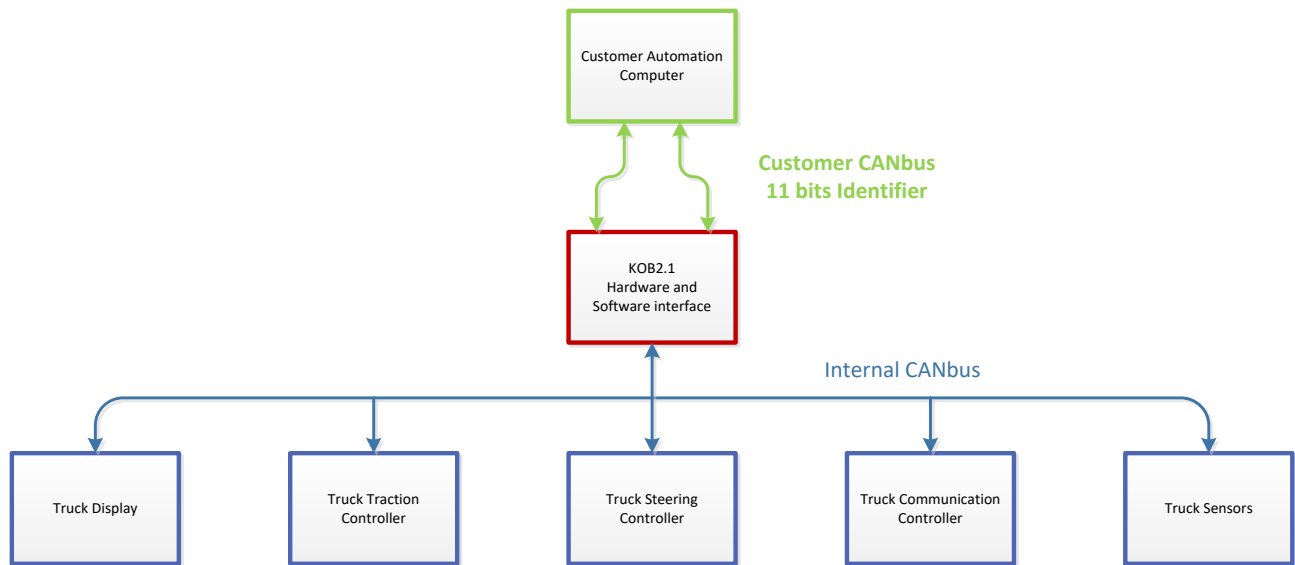 Customer Automation
Computer
Customer CANbus
11 bits Identifier
KOB2.1
Hardware and
Software interface
Internal CANbus
Truck Display
Truck Traction
Controller
Truck Steering
Controller
Truck Communication
Controller
Truck Sensors